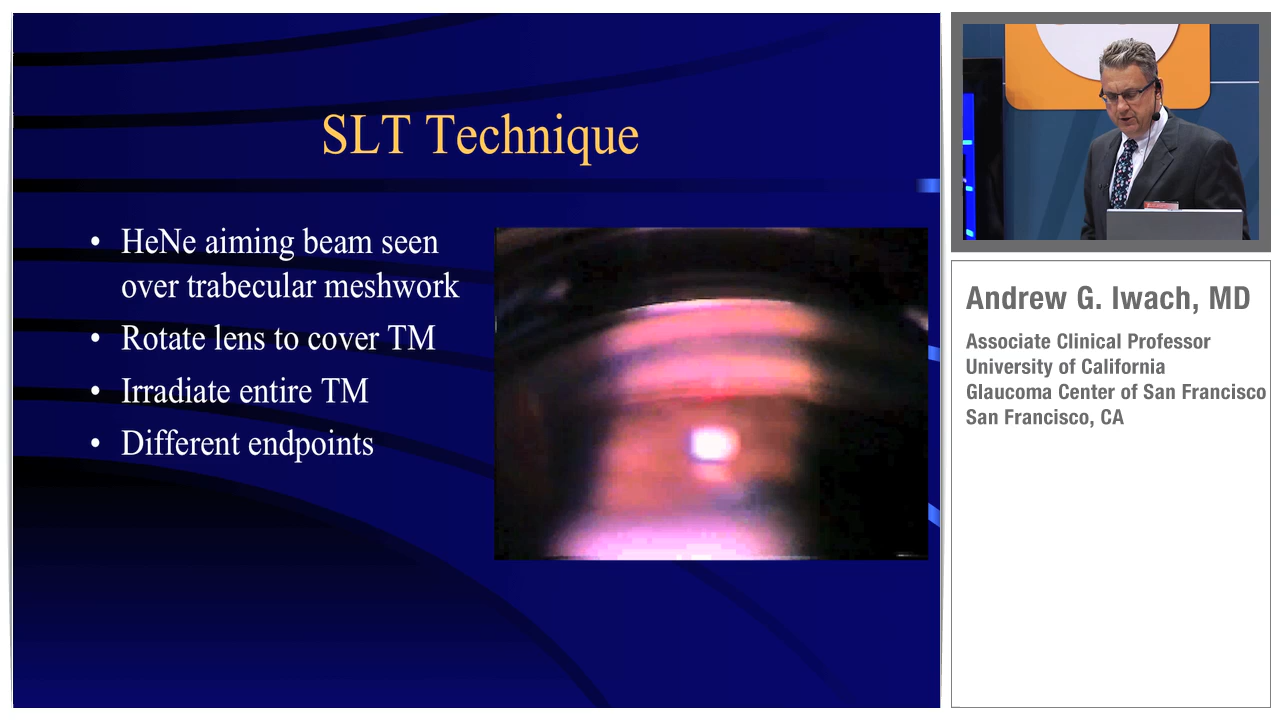 SLT Technique
• HeNe aiming beam seen
over trabecular meshwork
• Rotate lens to cover TM
• Irradiate entire TM
• Different endpoints
Andrew G. Iwach, MD
Associate Clinical Professor
University of California
Glaucoma Center of San Francisco
San Francisco, CA